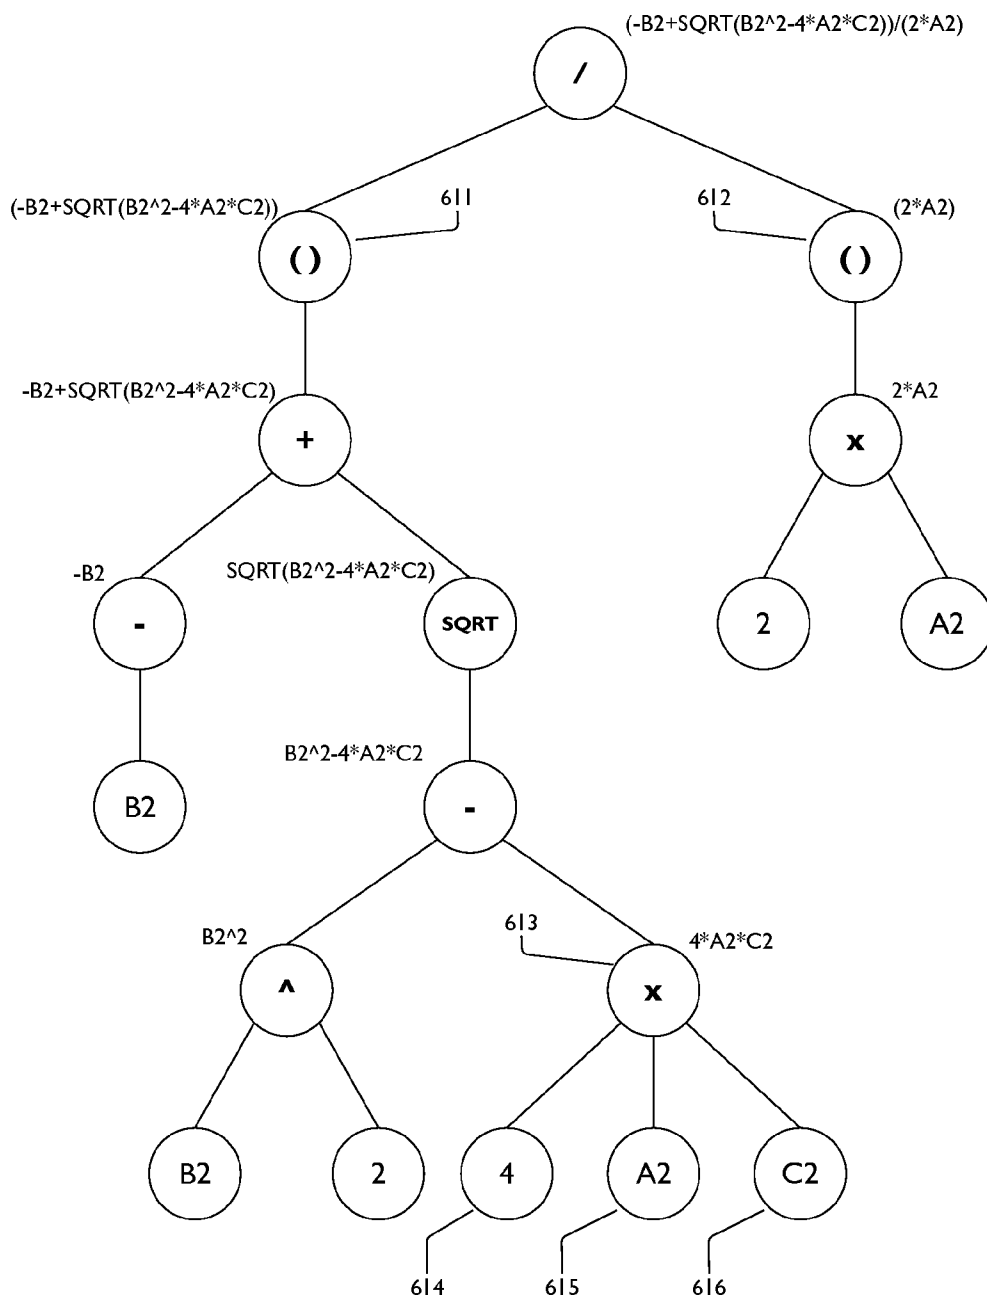 (-B2+SQRT(B2^2-4*A2*C2))/(2*A2)
/
(-B2+SQRT(B2^2-4*A2*C2))
611
612
(2*A2)
( )
( )
-B2+SQRT(B2^2-4*A2*C2)
2*A2
+
x
-B2
SQRT(B2^2-4*A2*C2)
-
SQRT
2
A2
B2^2-4*A2*C2
B2
-
B2^2
613
4*A2*C2
^
x
B2
2
4
A2
C2
614
615
616